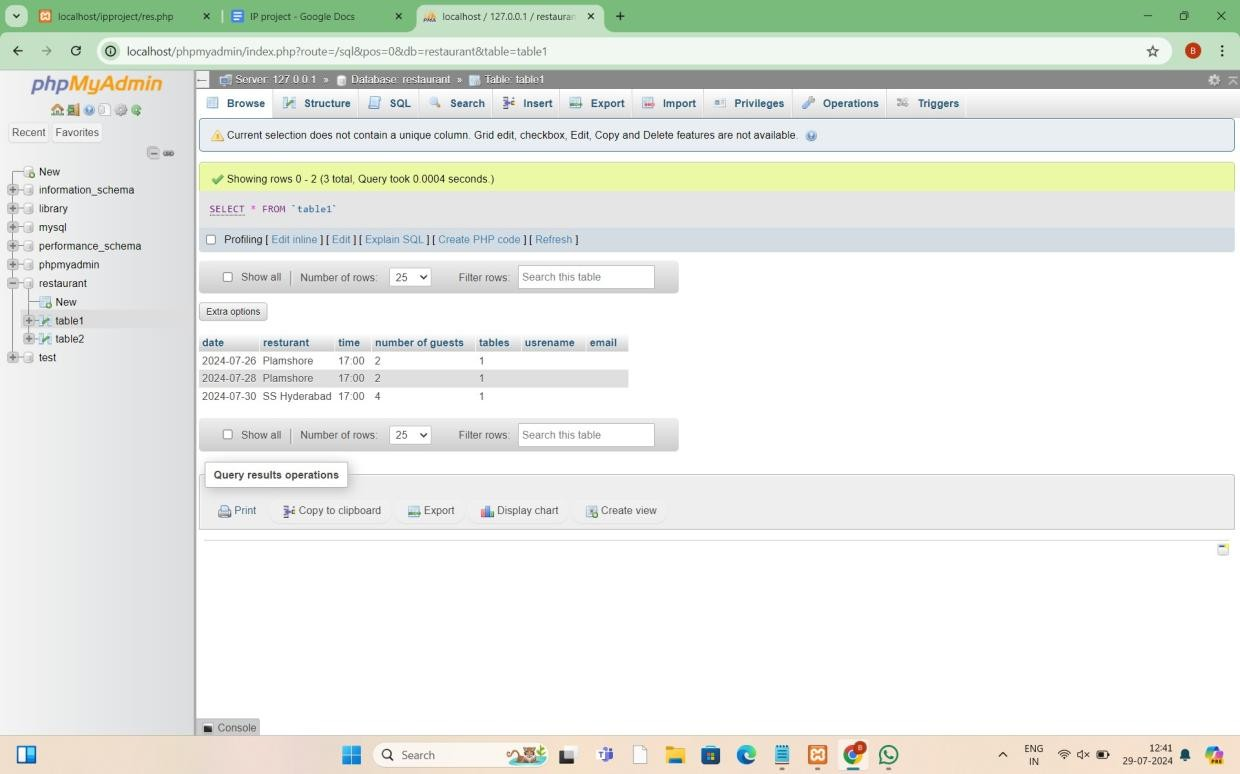 localhost/ipproject/res.php
IP project - Google Docs
localhost / 127.0.0.1 / restauran
localhost/phpmyadmin/index.php?route=/sql&pos=0&db=restaurant&table=table1
B
phpMyAdmin
Recent Favorites
New
information_schema
library
mysql
performance_schema
phpmyadmin
restaurant
New
table1
table2
test
Server: 127.0.0.1 » Database: restaurant » Table: table1
Browse Structure SQL Search Insert Export Import Privileges Operations Triggers
Current selection does not contain a unique column. Grid edit, checkbox, Edit, Copy and Delete features are not available.
Showing rows 0 - 2 (3 total, Query took 0.0004 seconds.)
SELECT * FROM `table1`
Profiling [ Edit inline ] [ Edit ] [ Explain SQL ] [ Create PHP code ] [ Refresh ]
Show all Number of rows: 25 Filter rows: Search this table
Extra options
date resturant time number of guests tables usrename email
2024-07-26 Plamshore 17:00 2 1
2024-07-28 Plamshore 17:00 2 1
2024-07-30 SS Hyderabad 17:00 4 1
Show all Number of rows: 25 Filter rows: Search this table
Query results operations
Print Copy to clipboard Export Display chart Create view
Console
Search
ENG
IN
12:41
29-07-2024